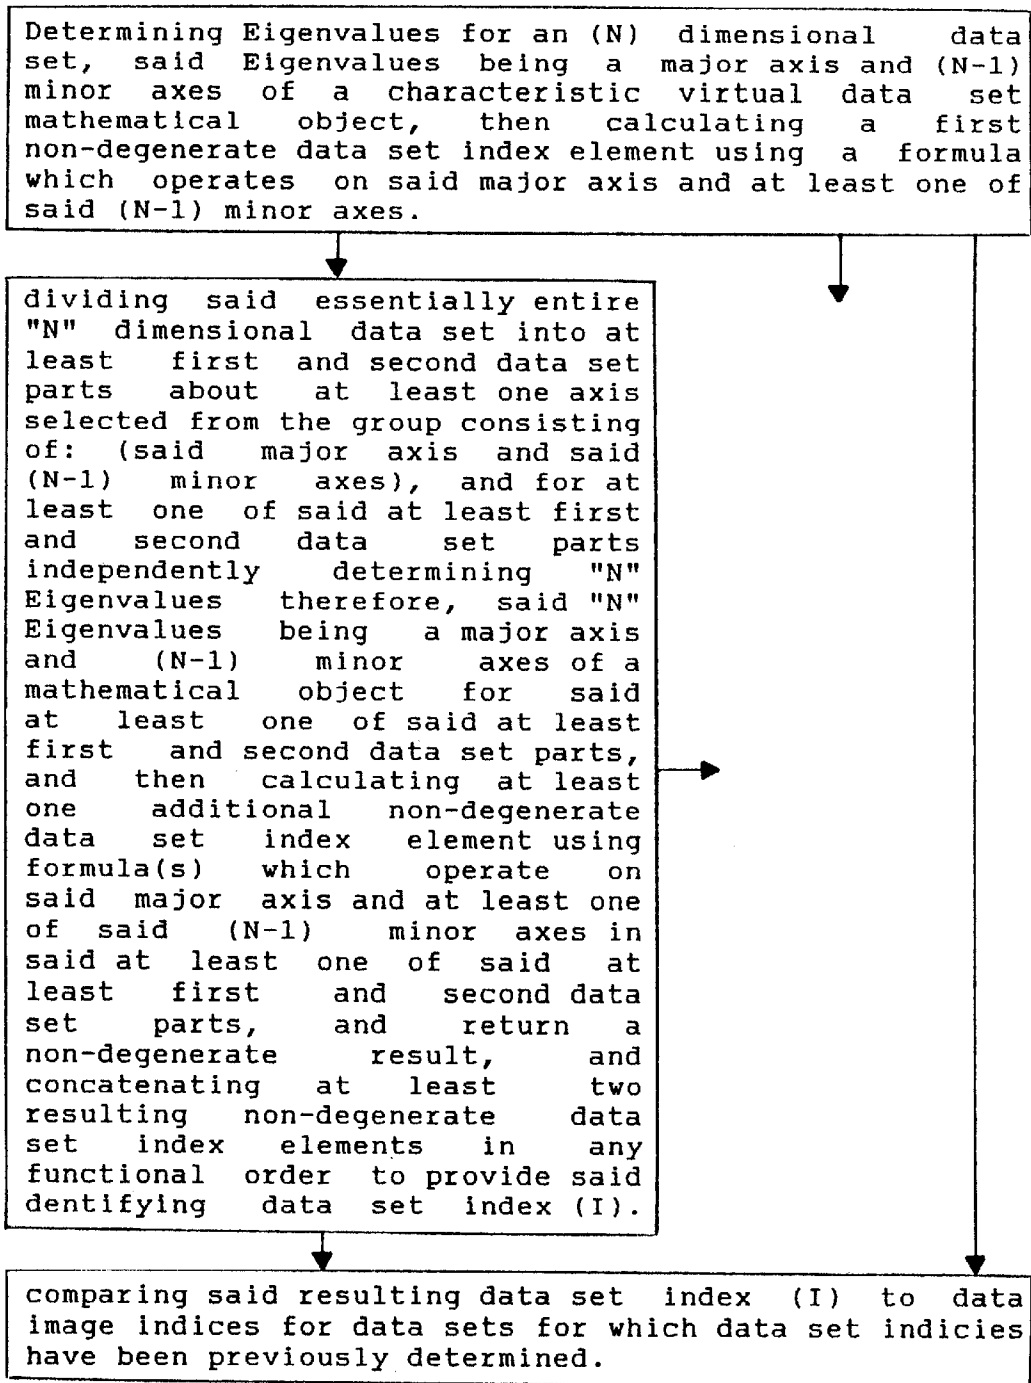 Determining Eigenvalues for an (N) dimensional data
set, said Eigenvalues being a major axis and (N-1)
minor axes of a characteristic virtual data set
mathematical object, then calculating a first
non-degenerate data set index element using a formula
which operates on said major axis and at least one of
said (N-1) minor axes.
dividing said essentially entire
"N" dimensional data set into at
least first and second data set
parts about at least one axis
selected from the group consisting
of: (said major axis and said
(N-1) minor axes), and for at
least one of said at least first
and second data set parts
independently determining "N"
Eigenvalues therefore, said "N"
Eigenvalues being a major axis
and (N-1) minor axes of a
mathematical object for said
at least one of said at least
first and second data set parts,
and then calculating at least
one additional non-degenerate
data set index element using
formula(s) which operate on
said major axis and at least one
of said (N-1) minor axes in
said at least one of said at
least first and second data
set parts, and return a
non-degenerate result, and
concatenating at least two
resulting non-degenerate data
set index elements in any
functional order to provide said
dentifying data set index (I).
comparing said resulting data set index (I) to data
image indices for data sets for which data set indicies
have been previously determined.